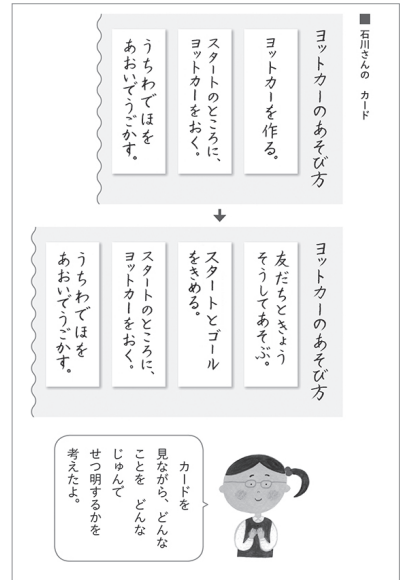 ■ 石川さんの カード
ヨットカーのあそび方
ヨットカーを作る。
スタートのところに、
ヨットカーをおく。
うちわでほを
あおいでうごかす。
ヨットカーのあそび方
友だちときょう
そうしてあそぶ。
スタートとゴール
をきめる。
スタートのところに、
ヨットカーをおく。
うちわでほを
あおいでうごかす。
カードを
見ながら、どんな
ことを どんな
じゅんで
せつ明するかを
考えたよ。